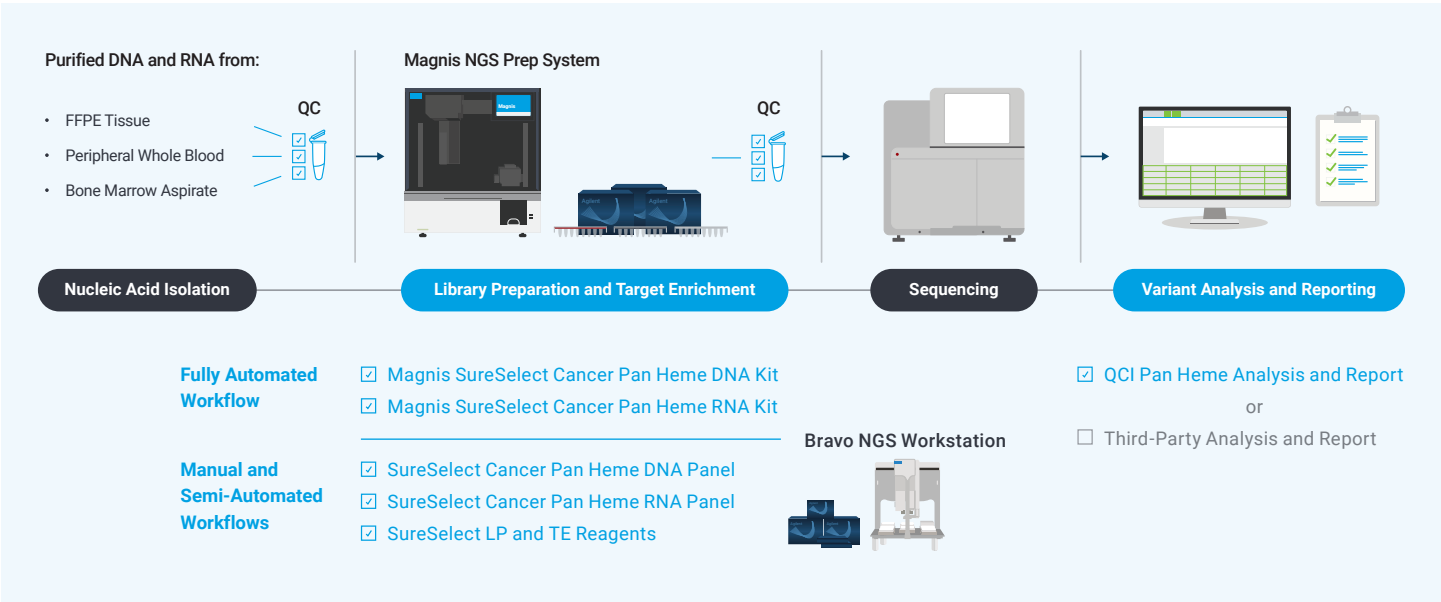 Purified DNA and RNA from:
• FFPE Tissue
• Peripheral Whole Blood
• Bone Marrow Aspirate
QC
Magnis NGS Prep System
Magnis
Agilent
Agilent
QC
Nucleic Acid Isolation
Library Preparation and Target Enrichment
Sequencing
Variant Analysis and Reporting
Fully Automated
Workflow
Magnis SureSelect Cancer Pan Heme DNA Kit
Magnis SureSelect Cancer Pan Heme RNA Kit
Manual and
Semi-Automated
Workflows
SureSelect Cancer Pan Heme DNA Panel
SureSelect Cancer Pan Heme RNA Panel
SureSelect LP and TE Reagents
Bravo NGS Workstation
QCI Pan Heme Analysis and Report
or
Third-Party Analysis and Report